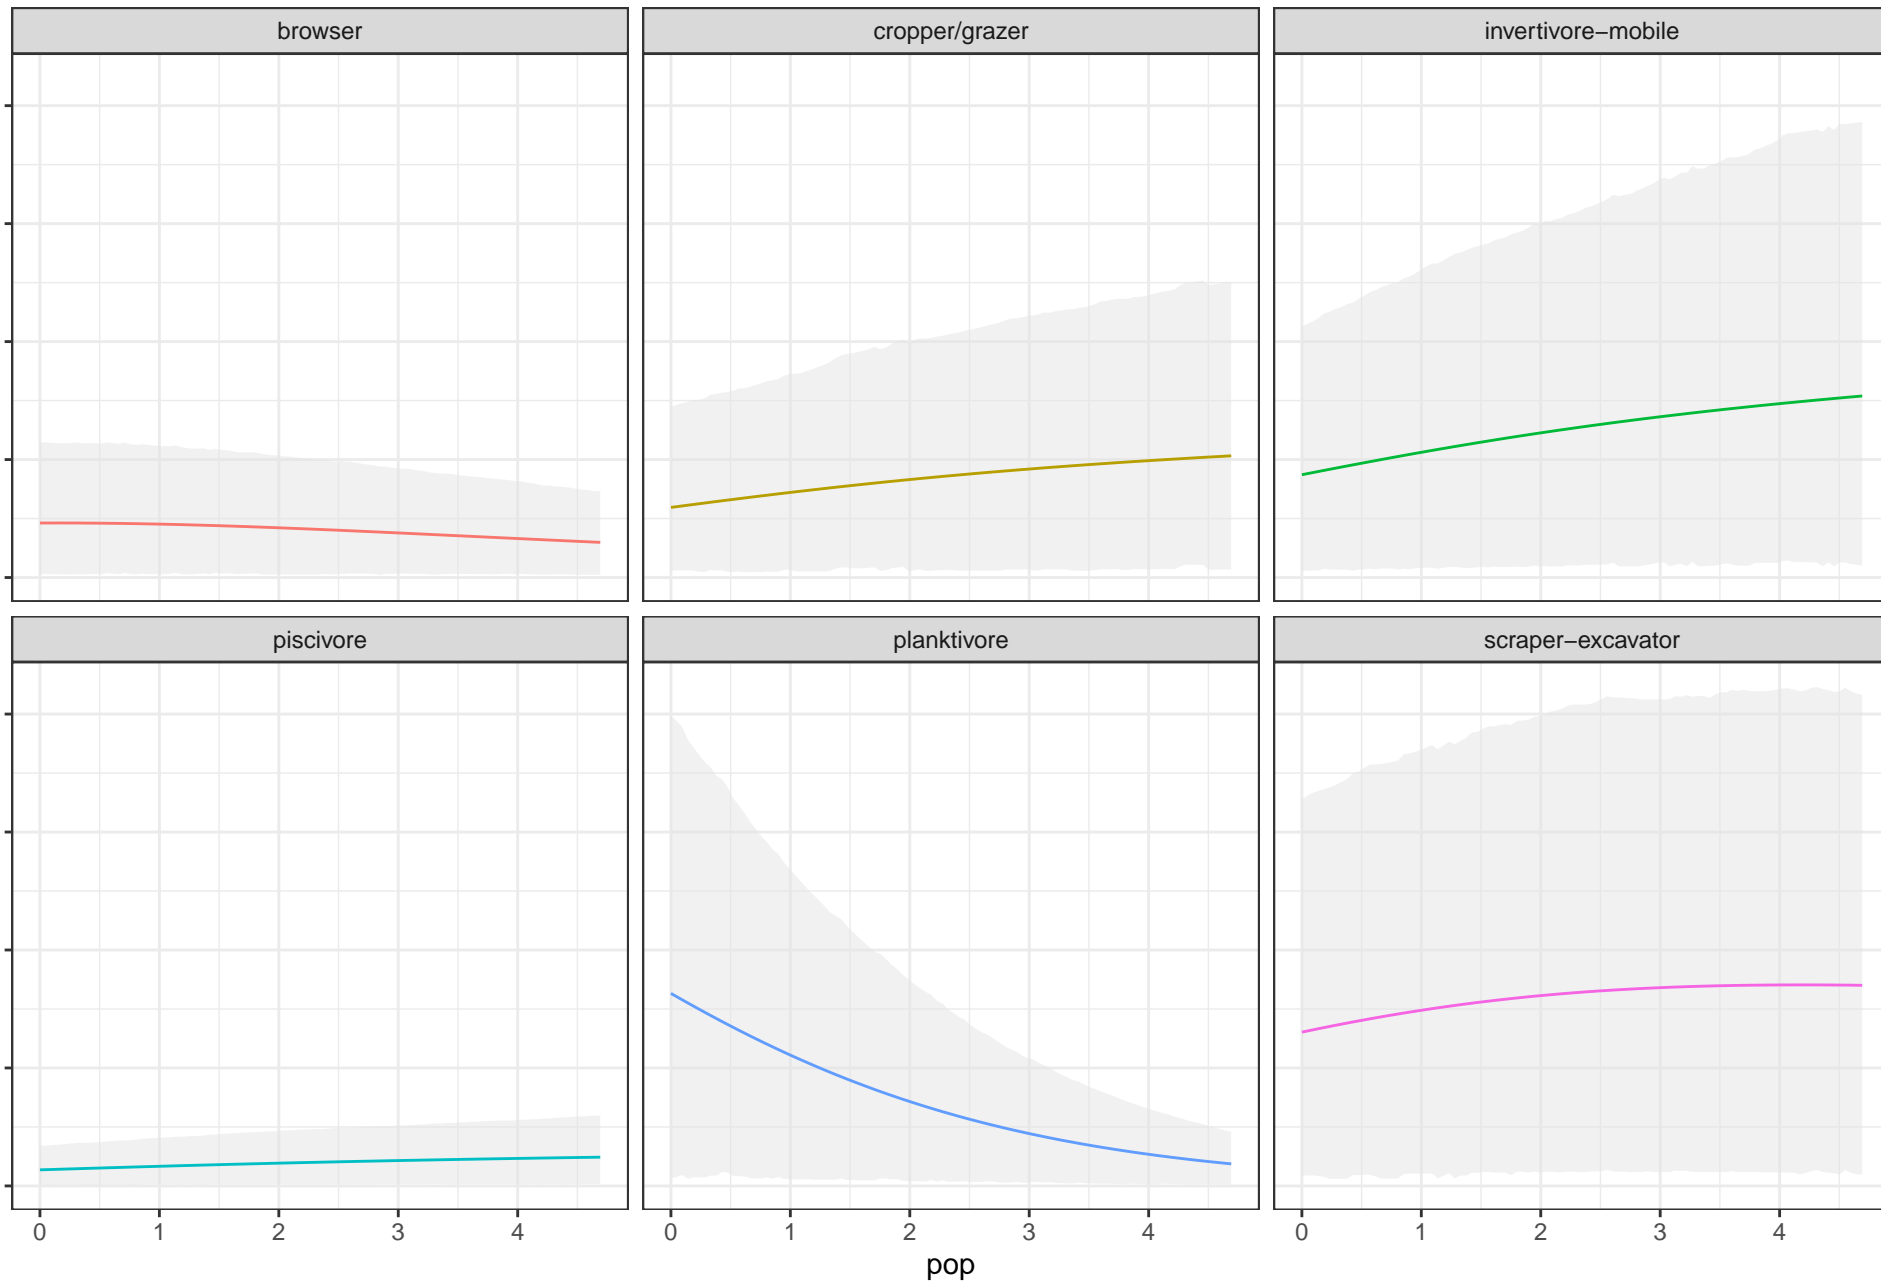 browser cropper/grazer invertivore−mobile
piscivore planktivore scraper−excavator
0 1 2 3 4 0 1 2 3 4 0 1 2 3 4
pop